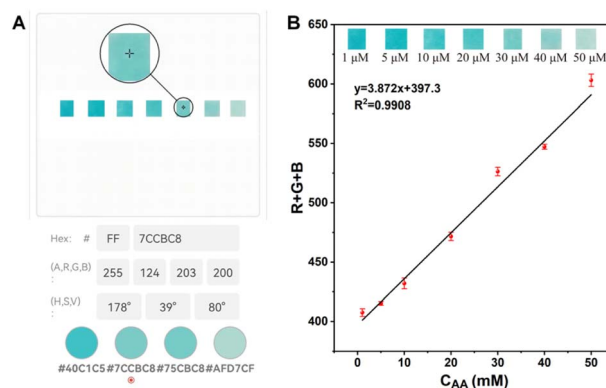 A
Hex: # FF 7CCBC8
(A,R,G,B) 255 124 203 200
:
(H,S,V) 178° 39° 80°
:
#40C1C5 #7CCBC8 #75CBC8 #AFD7CF
B
650
600
550
500
450
400
R+G+B
1 μM 5 μM 10 μM 20 μM 30 μM 40 μM 50 μM
y=3.872x+397.3
R²=0.9908
0 10 20 30 40 50
C_AA (mM)